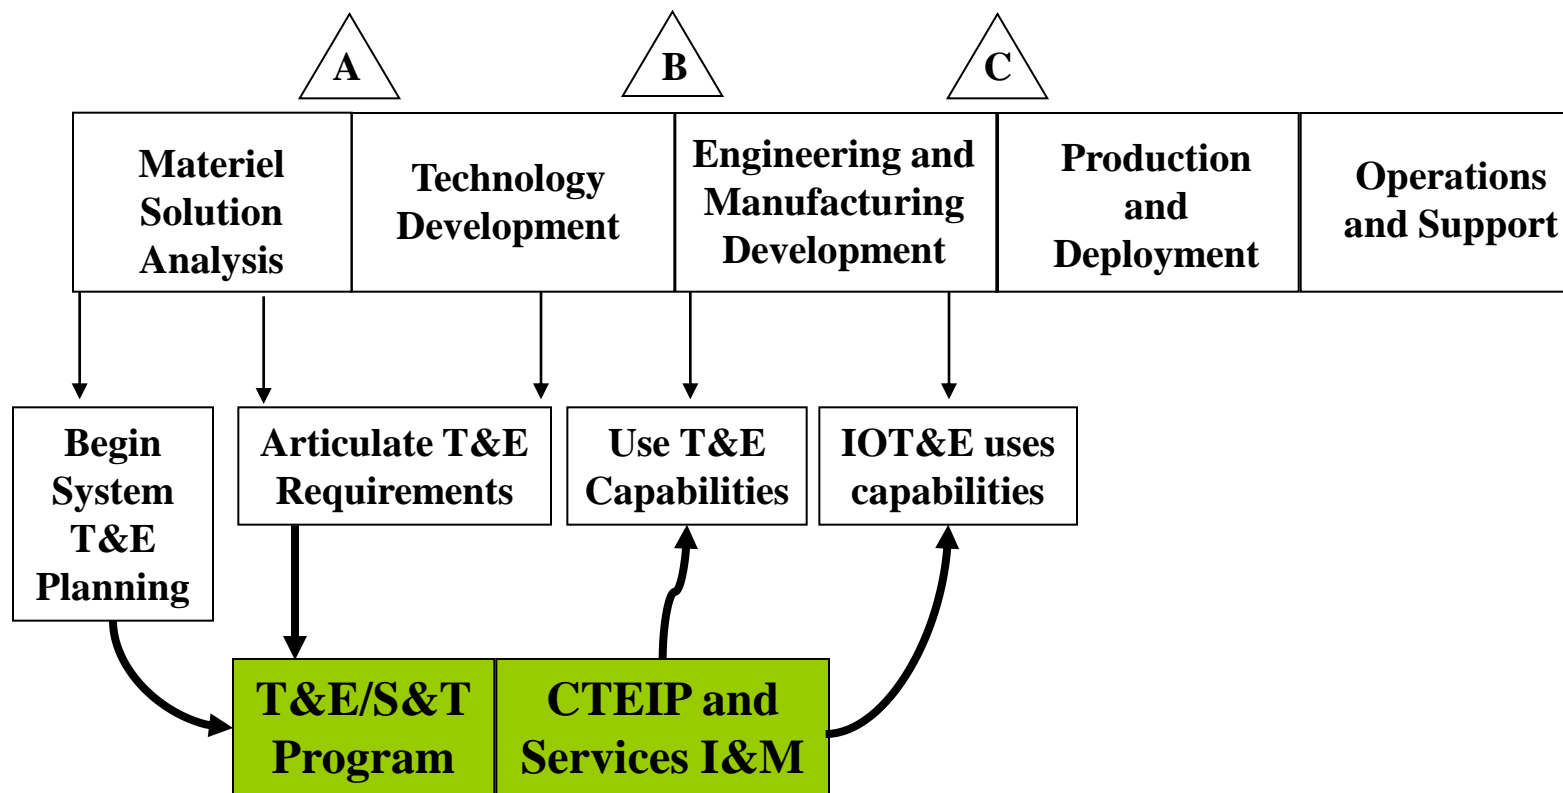 A
B
C
Materiel
Solution
Analysis
Technology
Development
Engineering and
Manufacturing
Development
Production
and
Deployment
Operations
and Support
Begin
System
T&E
Planning
Articulate T&E
Requirements
Use T&E
Capabilities
IOT&E uses
capabilities
T&E/S&T
Program
CTEIP and
Services I&M